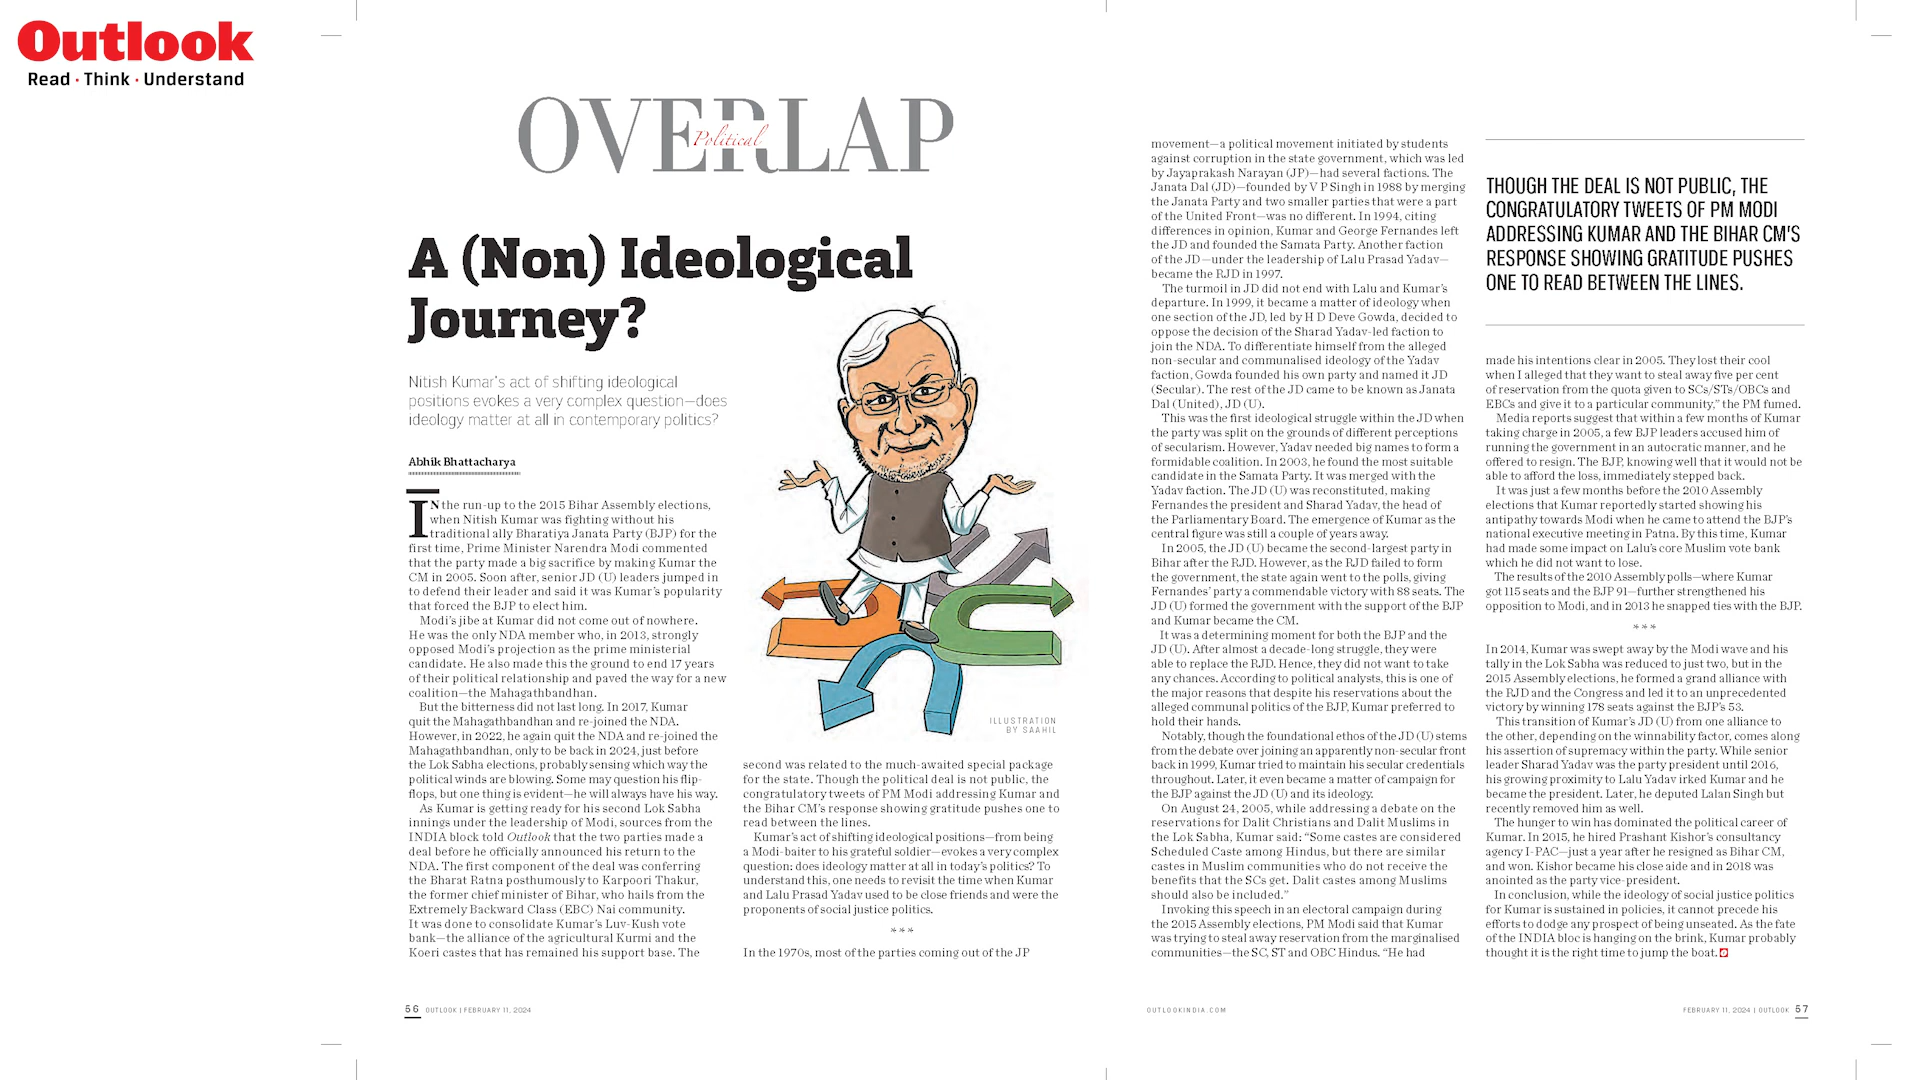 Outlook
Read • Think • Understand
OVERLAP
Political
A (Non) Ideological
Journey?
Nitish Kumar's act of shifting ideological
positions evokes a very complex question—does
ideology matter at all in contemporary politics?
Abhik Bhattacharya
IN the run-up to the 2015 Bihar Assembly elections,
when Nitish Kumar was fighting without his
traditional ally Bharatiya Janata Party (BJP) for the
first time, Prime Minister Narendra Modi commented
that the party made a big sacrifice by making Kumar the
CM in 2005. Soon after, senior JD (U) leaders jumped in
to defend their leader and said it was Kumar's popularity
that forced the BJP to elect him.
Modi's jibe at Kumar did not come out of nowhere.
He was the only NDA member who, in 2013, strongly
opposed Modi's projection as the prime ministerial
candidate. He also made this the ground to end 17 years
of their political relationship and paved the way for a new
coalition—the Mahagathbandhan.
But the bitterness did not last long. In 2017, Kumar
quit the Mahagathbandhan and re-joined the NDA.
However, in 2022, he again quit the NDA and re-joined the
Mahagathbandhan, only to be back in 2024, just before
the Lok Sabha elections, probably sensing which way the
political winds are blowing. Some may question his flip-
flops, but one thing is evident—he will always have his way.
As Kumar is getting ready for his second Lok Sabha
innings under the leadership of Modi, sources from the
INDIA block told Outlook that the two parties made a
deal before he officially announced his return to the
NDA. The first component of the deal was conferring
the Bharat Ratna posthumously to Karpoori Thakur,
the former chief minister of Bihar, who hails from the
Extremely Backward Class (EBC) Nai community.
It was done to consolidate Kumar's Luv-Kush vote
bank—the alliance of the agricultural Kurmi and the
Koeri castes that has remained his support base. The
ILLUSTRATION
BY SAAHIL
second was related to the much-awaited special package
for the state. Though the political deal is not public, the
congratulatory tweets of PM Modi addressing Kumar and
the Bihar CM's response showing gratitude pushes one to
read between the lines.
Kumar's act of shifting ideological positions—from being
a Modi-baiter to his grateful soldier—evokes a very complex
question: does ideology matter at all in today's politics? To
understand this, one needs to revisit the time when Kumar
and Lalu Prasad Yadav used to be close friends and were the
proponents of social justice politics.
***
In the 1970s, most of the parties coming out of the JP
movement—a political movement initiated by students
against corruption in the state government, which was led
by Jayaprakash Narayan (JP)—had several factions. The
Janata Dal (JD)—founded by V P Singh in 1988 by merging
the Janata Party and two smaller parties that were a part
of the United Front—was no different. In 1994, citing
differences in opinion, Kumar and George Fernandes left
the JD and founded the Samata Party. Another faction
of the JD—under the leadership of Lalu Prasad Yadav—
became the RJD in 1997.
The turmoil in JD did not end with Lalu and Kumar's
departure. In 1999, it became a matter of ideology when
one section of the JD, led by H D Deve Gowda, decided to
oppose the decision of the Sharad Yadav-led faction to
join the NDA. To differentiate himself from the alleged
non-secular and communalised ideology of the Yadav
faction, Gowda founded his own party and named it JD
(Secular). The rest of the JD came to be known as Janata
Dal (United), JD (U).
This was the first ideological struggle within the JD when
the party was split on the grounds of different perceptions
of secularism. However, Yadav needed big names to form a
formidable coalition. In 2003, he found the most suitable
candidate in the Samata Party. It was merged with the
Yadav faction. The JD (U) was reconstituted, making
Fernandes the president and Sharad Yadav, the head of
the Parliamentary Board. The emergence of Kumar as the
central figure was still a couple of years away.
In 2005, the JD (U) became the second-largest party in
Bihar after the RJD. However, as the RJD failed to form
the government, the state again went to the polls, giving
Fernandes' party a commendable victory with 88 seats. The
JD (U) formed the government with the support of the BJP
and Kumar became the CM.
It was a determining moment for both the BJP and the
JD (U). After almost a decade-long struggle, they were
able to replace the RJD. Hence, they did not want to take
any chances. According to political analysts, this is one of
the major reasons that despite his reservations about the
alleged communal politics of the BJP, Kumar preferred to
hold their hands.
Notably, though the foundational ethos of the JD (U) stems
from the debate over joining an apparently non-secular front
back in 1999, Kumar tried to maintain his secular credentials
throughout. Later, it even became a matter of campaign for
the BJP against the JD (U) and its ideology.
On August 24, 2005, while addressing a debate on the
reservations for Dalit Christians and Dalit Muslims in
the Lok Sabha, Kumar said: "Some castes are considered
Scheduled Caste among Hindus, but there are similar
castes in Muslim communities who do not receive the
benefits that the SCs get. Dalit castes among Muslims
should also be included."
Invoking this speech in an electoral campaign during
the 2015 Assembly elections, PM Modi said that Kumar
was trying to steal away reservation from the marginalised
communities—the SC, ST and OBC Hindus. "He had
THOUGH THE DEAL IS NOT PUBLIC, THE
CONGRATULATORY TWEETS OF PM MODI
ADDRESSING KUMAR AND THE BIHAR CM'S
RESPONSE SHOWING GRATITUDE PUSHES
ONE TO READ BETWEEN THE LINES.
made his intentions clear in 2005. They lost their cool
when I alleged that they want to steal away five per cent
of reservation from the quota given to SCs/STs/OBCs and
EBCs and give it to a particular community," the PM fumed.
Media reports suggest that within a few months of Kumar
taking charge in 2005, a few BJP leaders accused him of
running the government in an autocratic manner, and he
offered to resign. The BJP, knowing well that it would not be
able to afford the loss, immediately stepped back.
It was just a few months before the 2010 Assembly
elections that Kumar reportedly started showing his
antipathy towards Modi when he came to attend the BJP's
national executive meeting in Patna. By this time, Kumar
had made some impact on Lalu's core Muslim vote bank
which he did not want to lose.
The results of the 2010 Assembly polls—where Kumar
got 115 seats and the BJP 91—further strengthened his
opposition to Modi, and in 2013 he snapped ties with the BJP.
***
In 2014, Kumar was swept away by the Modi wave and his
tally in the Lok Sabha was reduced to just two, but in the
2015 Assembly elections, he formed a grand alliance with
the RJD and the Congress and led it to an unprecedented
victory by winning 178 seats against the BJP's 53.
This transition of Kumar's JD (U) from one alliance to
the other, depending on the winnability factor, comes along
his assertion of supremacy within the party. While senior
leader Sharad Yadav was the party president until 2016,
his growing proximity to Lalu Yadav irked Kumar and he
became the president. Later, he deputed Lalan Singh but
recently removed him as well.
The hunger to win has dominated the political career of
Kumar. In 2015, he hired Prashant Kishor's consultancy
agency I-PAC—just a year after he resigned as Bihar CM,
and won. Kishor became his close aide and in 2018 was
anointed as the party vice-president.
In conclusion, while the ideology of social justice politics
for Kumar is sustained in policies, it cannot precede his
efforts to dodge any prospect of being unseated. As the fate
of the INDIA bloc is hanging on the brink, Kumar probably
thought it is the right time to jump the boat.
56 OUTLOOK | FEBRUARY 11, 2024
OUTLOOKINDIA.COM
FEBRUARY 11, 2024 | OUTLOOK 57